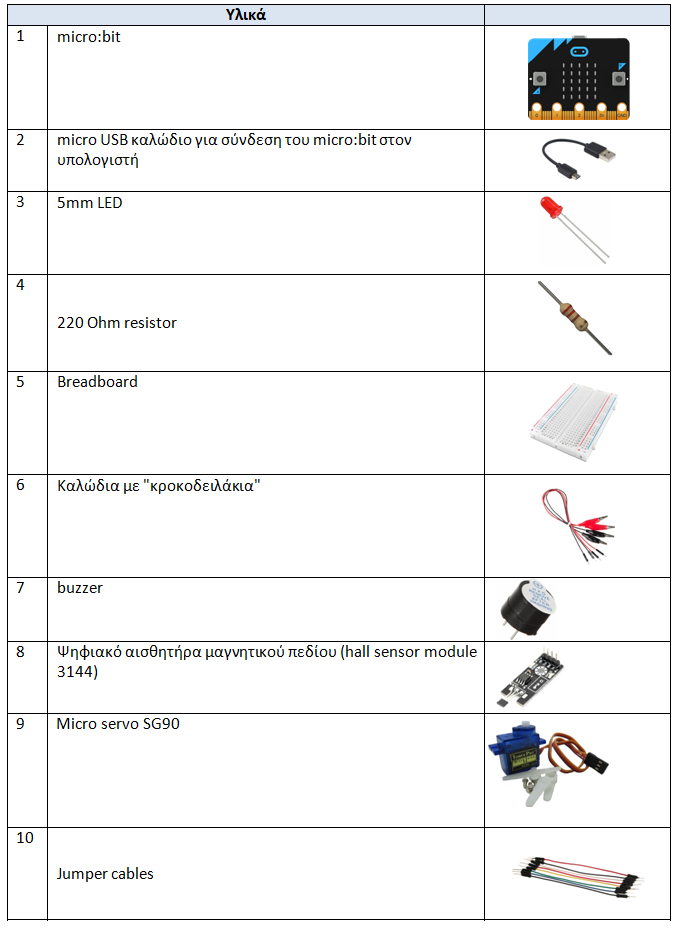 Υλικά
1 micro:bit
2 micro USB καλώδιο για σύνδεση του micro:bit στον
υπολογιστή
3 5mm LED
4
220 Ohm resistor
5 Breadboard
6 Καλώδια με "κροκοδειλάκια"
7 buzzer
8 Ψηφιακό αισθητήρα μαγνητικού πεδίου (hall sensor module
3144)
9 Micro servo SG90
10
Jumper cables